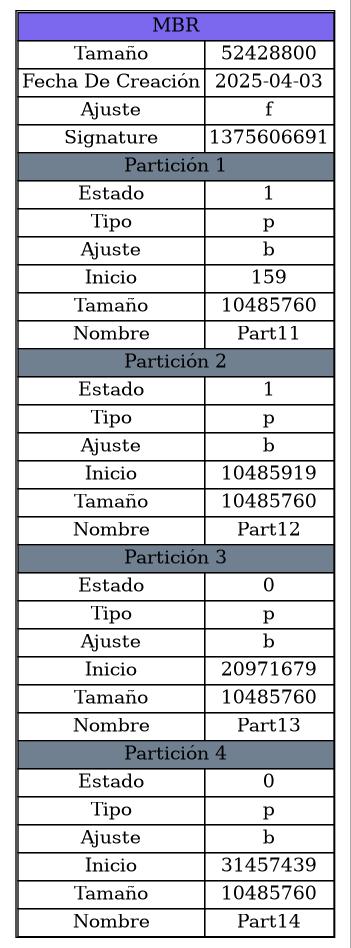 MBR
Tamaño 52428800
Fecha De Creación 2025-04-03
Ajuste f
Signature 1375606691
Partición 1
Estado 1
Tipo p
Ajuste b
Inicio 159
Tamaño 10485760
Nombre Part11
Partición 2
Estado 1
Tipo p
Ajuste b
Inicio 10485919
Tamaño 10485760
Nombre Part12
Partición 3
Estado 0
Tipo p
Ajuste b
Inicio 20971679
Tamaño 10485760
Nombre Part13
Partición 4
Estado 0
Tipo p
Ajuste b
Inicio 31457439
Tamaño 10485760
Nombre Part14